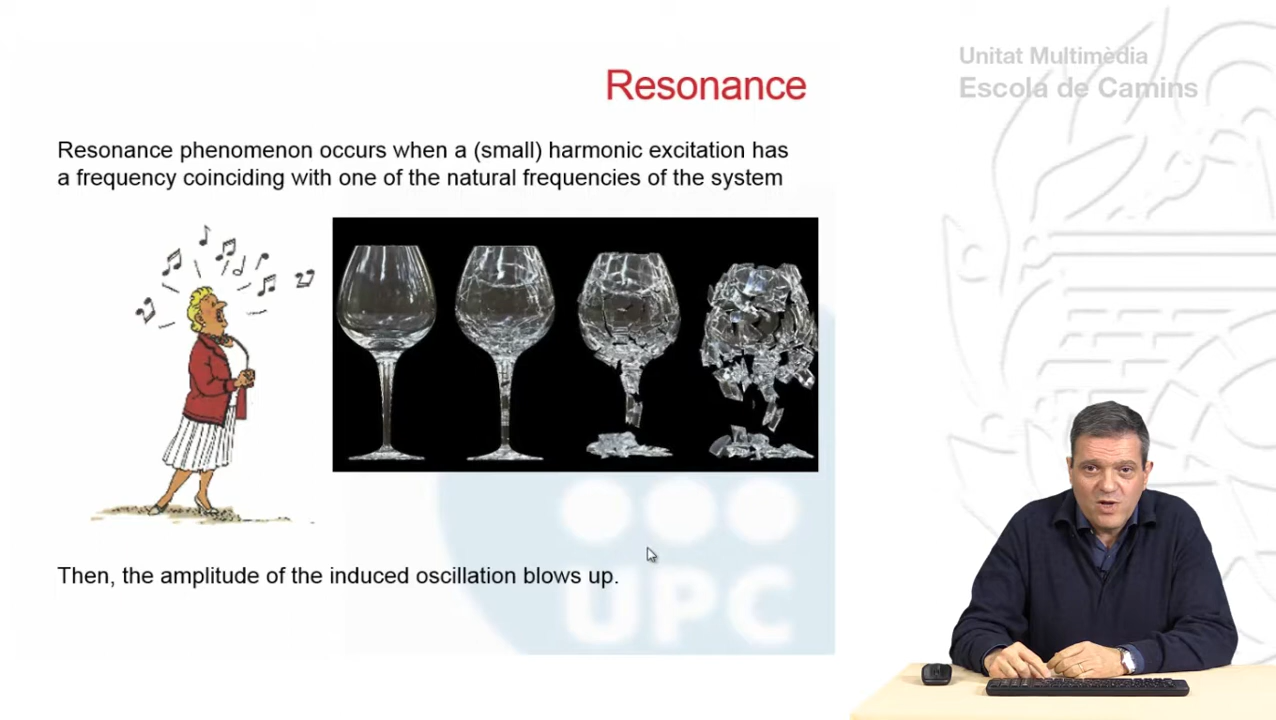 Unitat Multimèdia
Escola de Camins
Resonance
Resonance phenomenon occurs when a (small) harmonic excitation has
a frequency coinciding with one of the natural frequencies of the system
Then, the amplitude of the induced oscillation blows up.
UPC